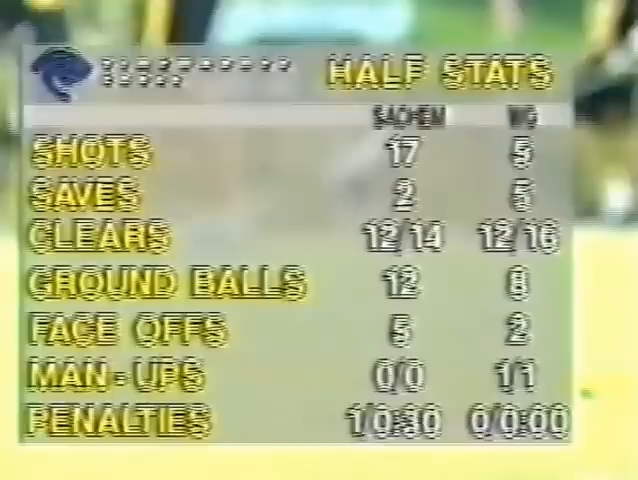 HALF STATS
SACHEM WG
SHOTS 17 5
SAVES 2 5
CLEARS 12/14 12/16
GROUND BALLS 12 8
FACE OFFS 5 2
MAN-UPS 0/0 1/1
PENALTIES 1/0:30 0/0:00